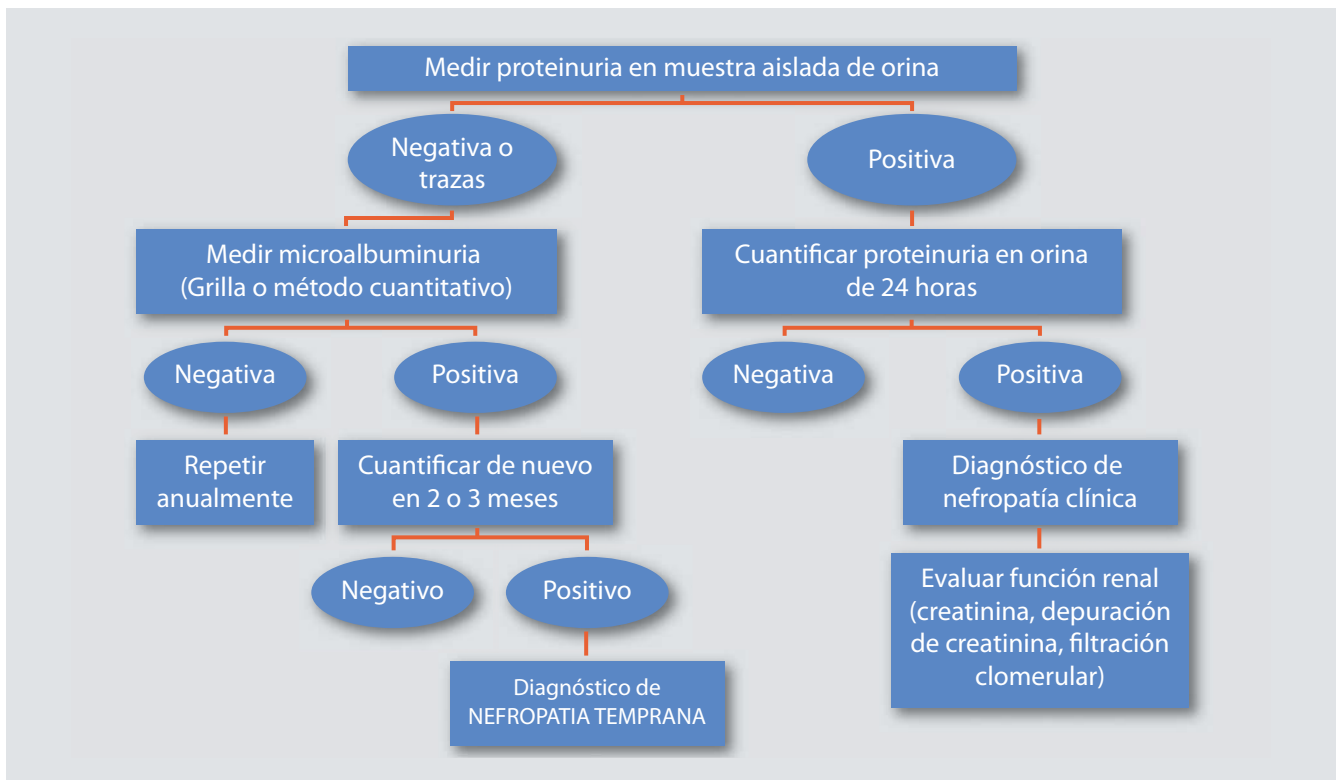 Medir proteinuria en muestra aislada de orina
Negativa o
trazas
Positiva
Medir microalbuminuria
(Grilla o método cuantitativo)
Cuantificar proteinuria en orina
de 24 horas
Negativa
Positiva
Negativa
Positiva
Repetir
anualmente
Cuantificar de nuevo
en 2 o 3 meses
Diagnóstico de
nefropatía clínica
Negativo
Positivo
Evaluar función renal
(creatinina, depuración
de creatinina, filtración
clomerular)
Diagnóstico de
NEFROPATIA TEMPRANA